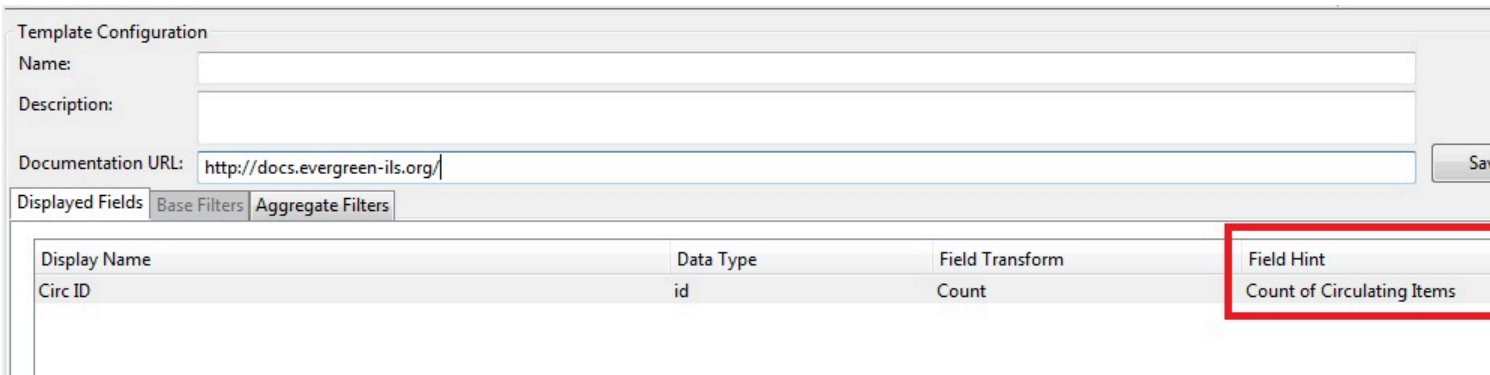 Template Configuration
Name:
Description:
Documentation URL: http://docs.evergreen-ils.org/
Sav
Displayed Fields Base Filters Aggregate Filters
Display Name Data Type Field Transform Field Hint
Circ ID id Count Count of Circulating Items